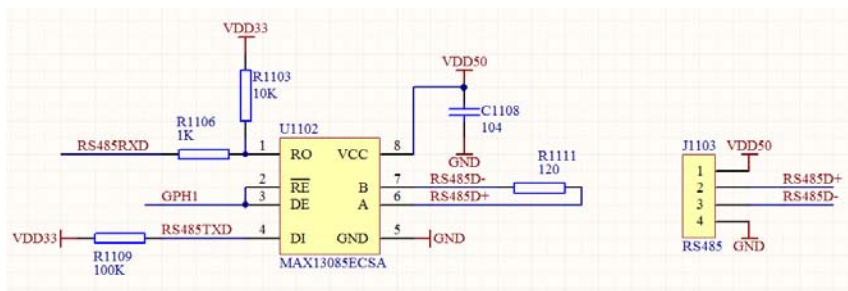 VDD33
R1103
10K
VDD50
R1106
1K
U1102
C1108
104
RS485RXD
1 RO VCC 8
GND
R1111
120
J1103
VDD50
GPH1
2 RE B 7 RS485D-
3 DE A 6 RS485D+
1
2 RS485D+
3 RS485D-
4
VDD33
RS485TXD
4 DI GND 5 GND
RS485
GND
R1109
100K
MAX13085ECSA